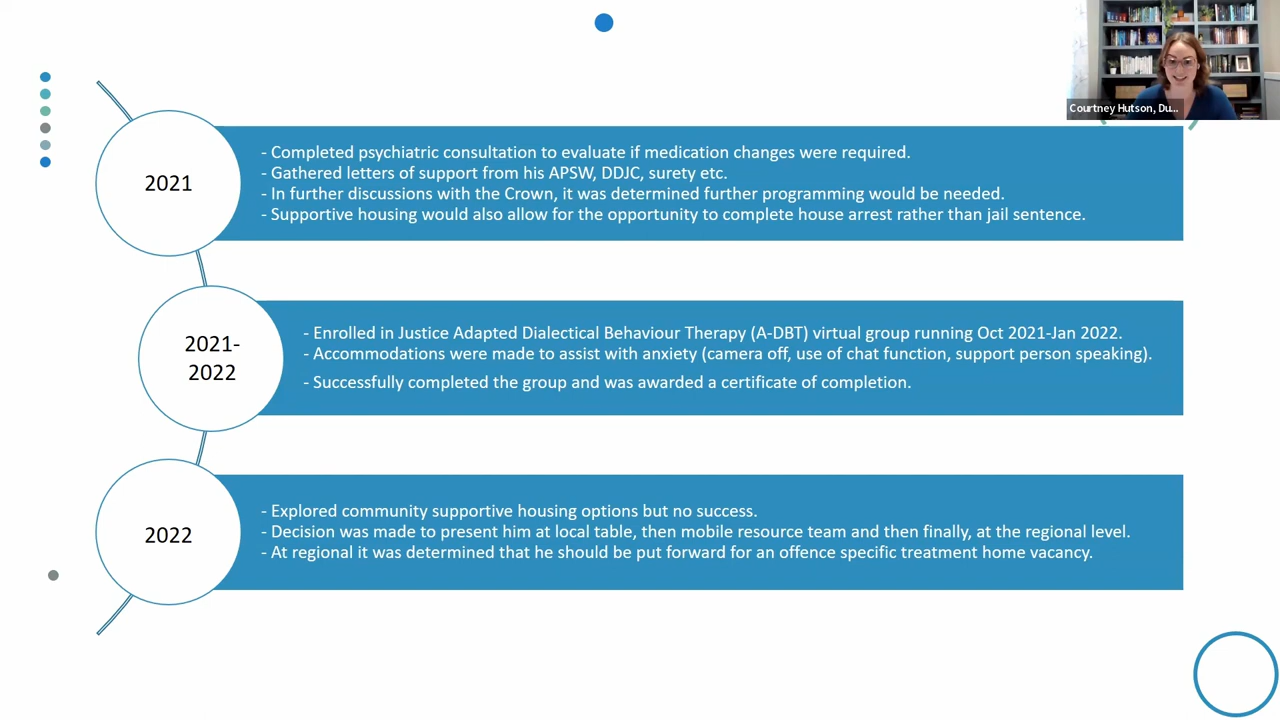 Courtney Hutson, Du...
2021
- Completed psychiatric consultation to evaluate if medication changes were required.
- Gathered letters of support from his APSW, DDJC, surety etc.
- In further discussions with the Crown, it was determined further programming would be needed.
- Supportive housing would also allow for the opportunity to complete house arrest rather than jail sentence.
2021-
2022
- Enrolled in Justice Adapted Dialectical Behaviour Therapy (A-DBT) virtual group running Oct 2021-Jan 2022.
- Accommodations were made to assist with anxiety (camera off, use of chat function, support person speaking).
- Successfully completed the group and was awarded a certificate of completion.
2022
- Explored community supportive housing options but no success.
- Decision was made to present him at local table, then mobile resource team and then finally, at the regional level.
- At regional it was determined that he should be put forward for an offence specific treatment home vacancy.